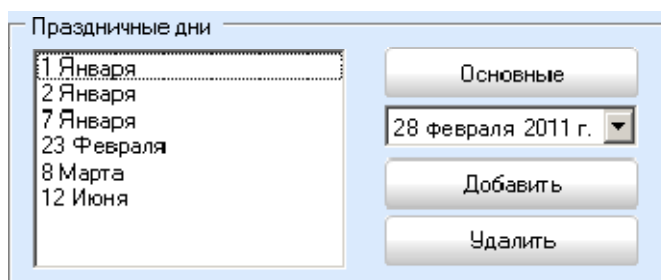 Праздничные дни
1 Января
2 Января
7 Января
23 Февраля
8 Марта
12 Июня
Основные
28 февраля 2011 г.
Добавить
Удалить